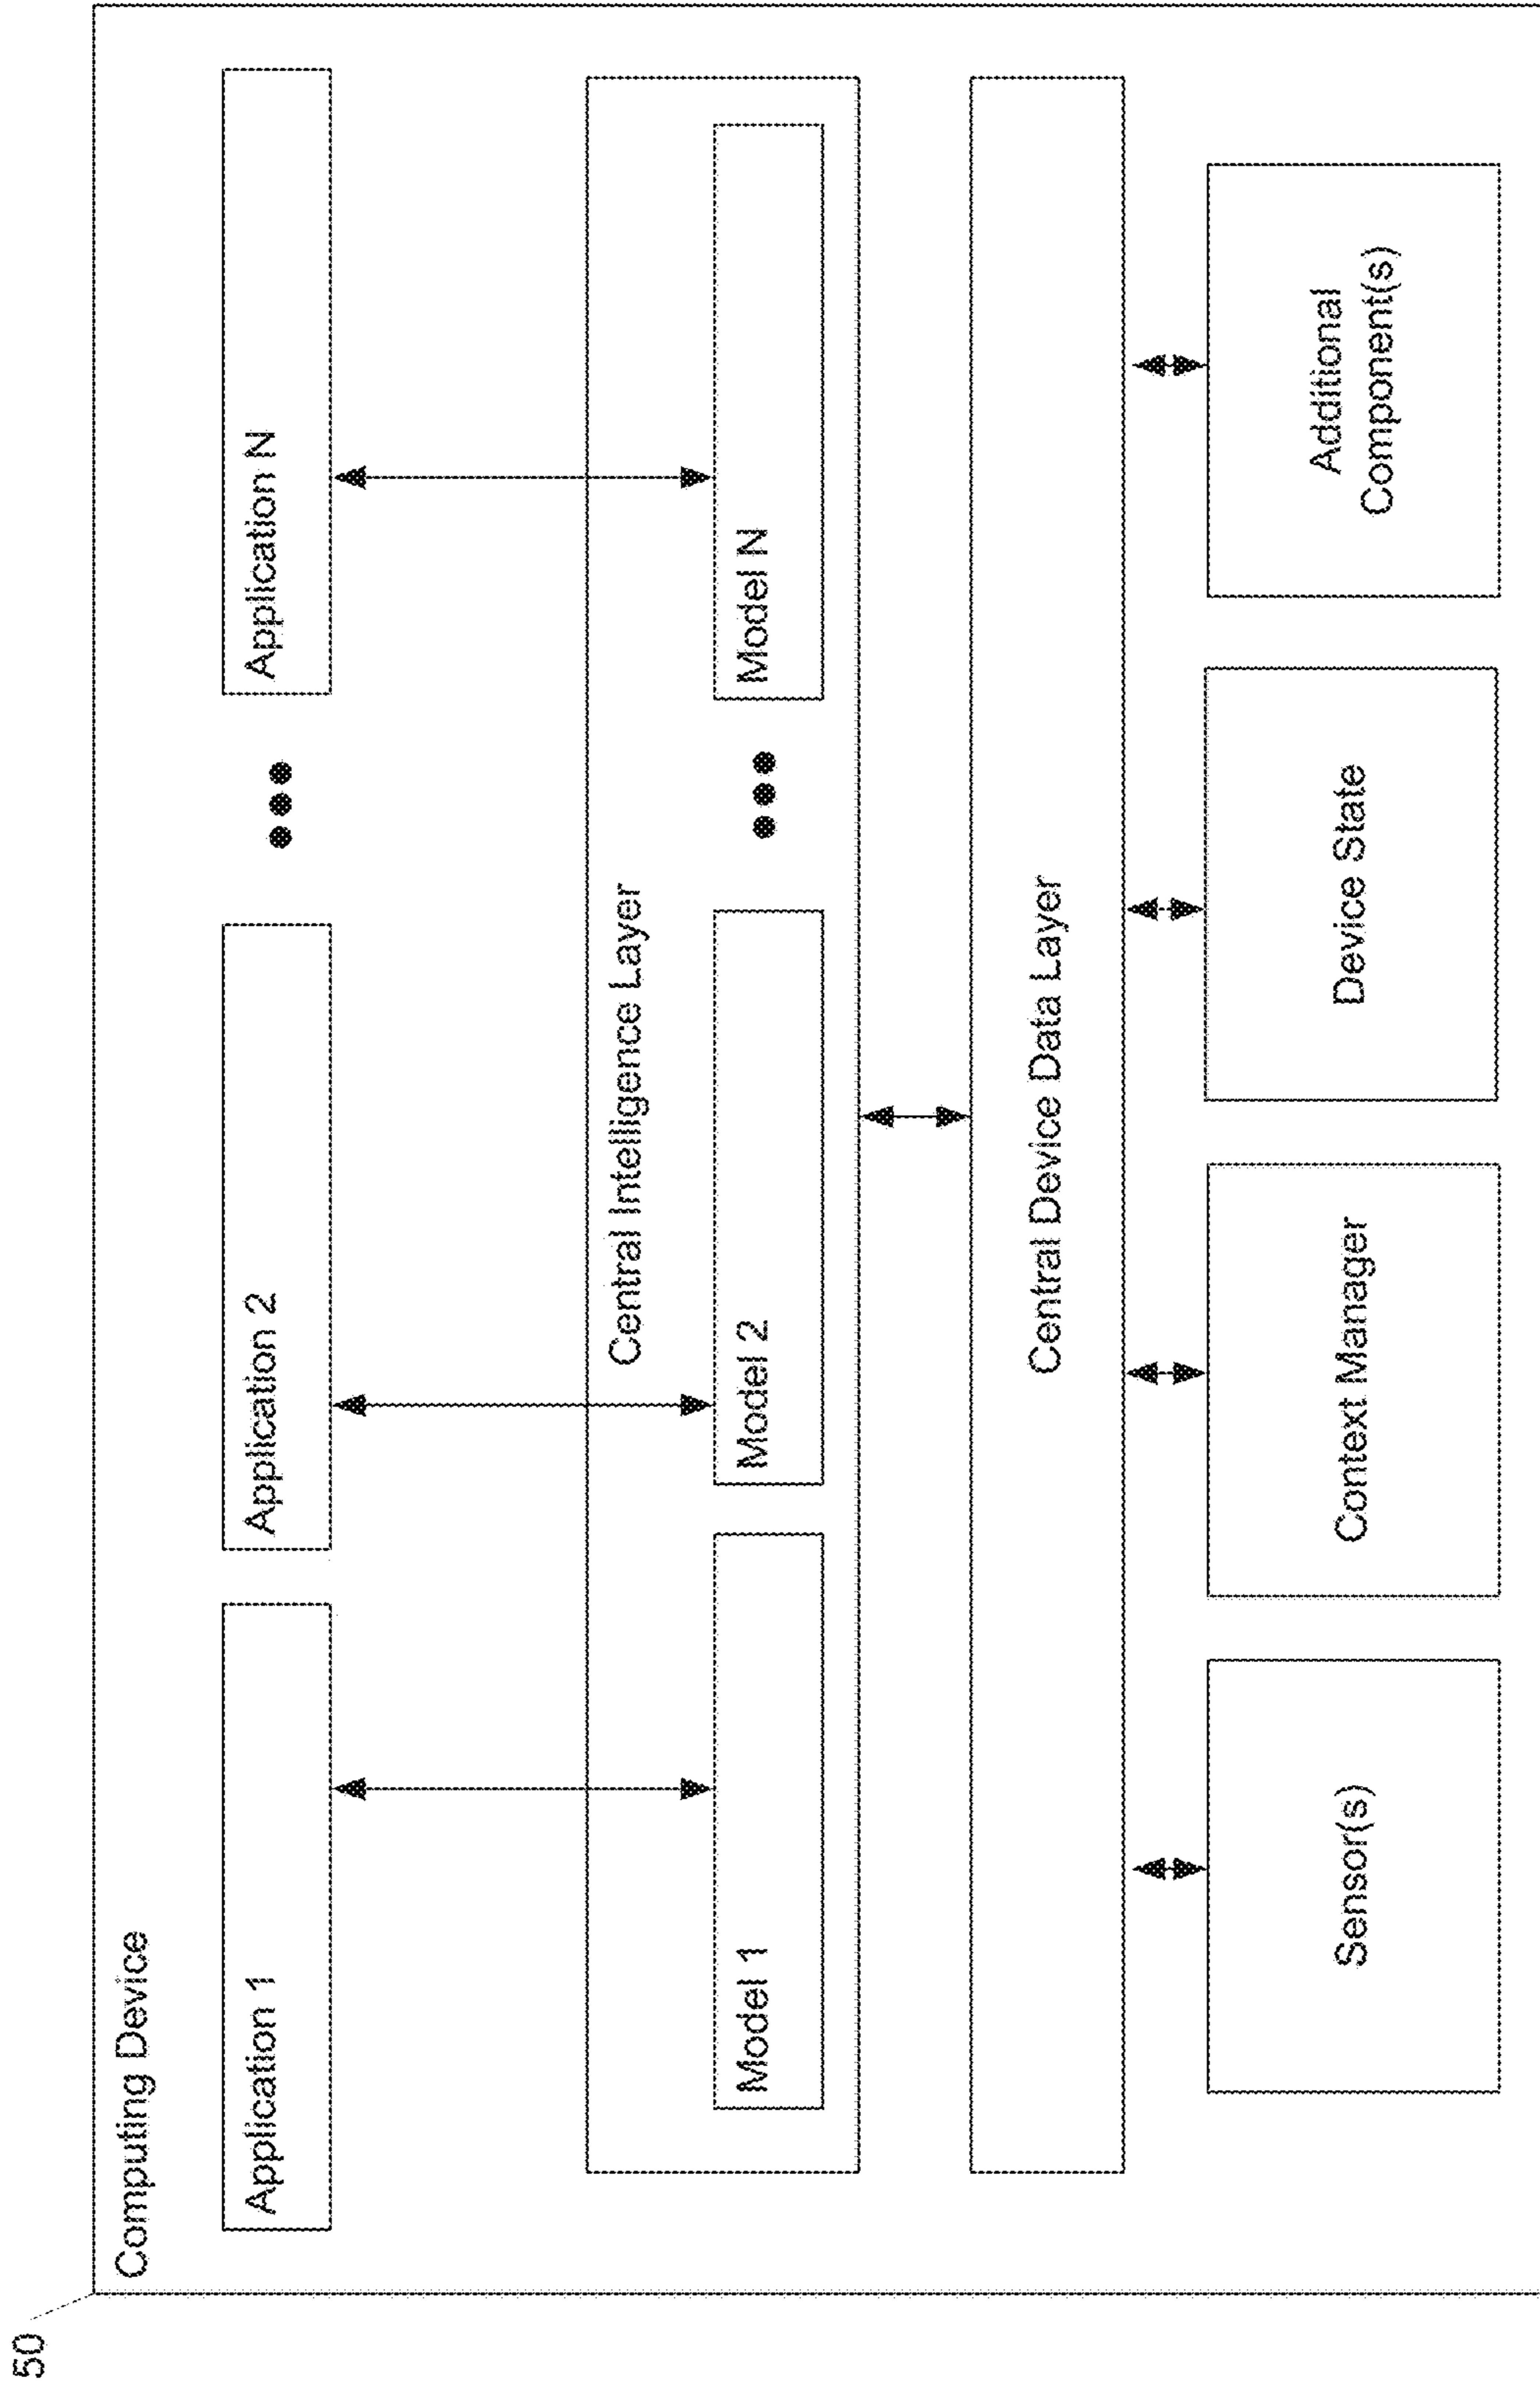 50
Computing Device
Application 1
Application 2
Application N
Central Intelligence Layer
Model 1
Model 2
Model N
Central Device Data Layer
Sensor(s)
Context Manager
Device State
Additional
Component(s)